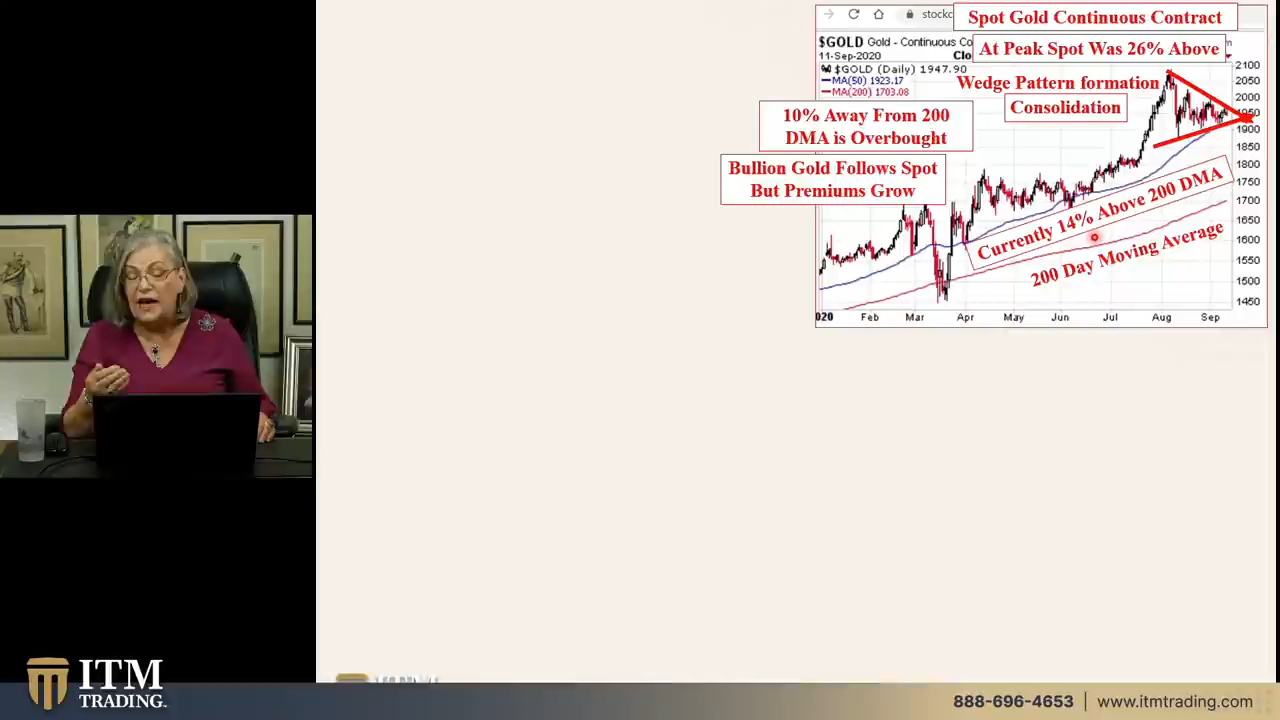 stockc
Spot Gold Continuous Contract
$GOLD Gold - Continuous Co
At Peak Spot Was 26% Above
11-Sep-2020
Clo
$GOLD (Daily) 1947.90
MA(50) 1923.17
MA(200) 1703.08
Wedge Pattern formation
Consolidation
10% Away From 200
DMA is Overbought
Bullion Gold Follows Spot
But Premiums Grow
Currently 14% Above 200 DMA
200 Day Moving Average
2100
2050
2000
1950
1900
1850
1800
1750
1700
1650
1600
1550
1500
1450
2020 Feb Mar Apr May Jun Jul Aug Sep
ITM
TRADING.
888-696-4653 | www.itmtrading.com